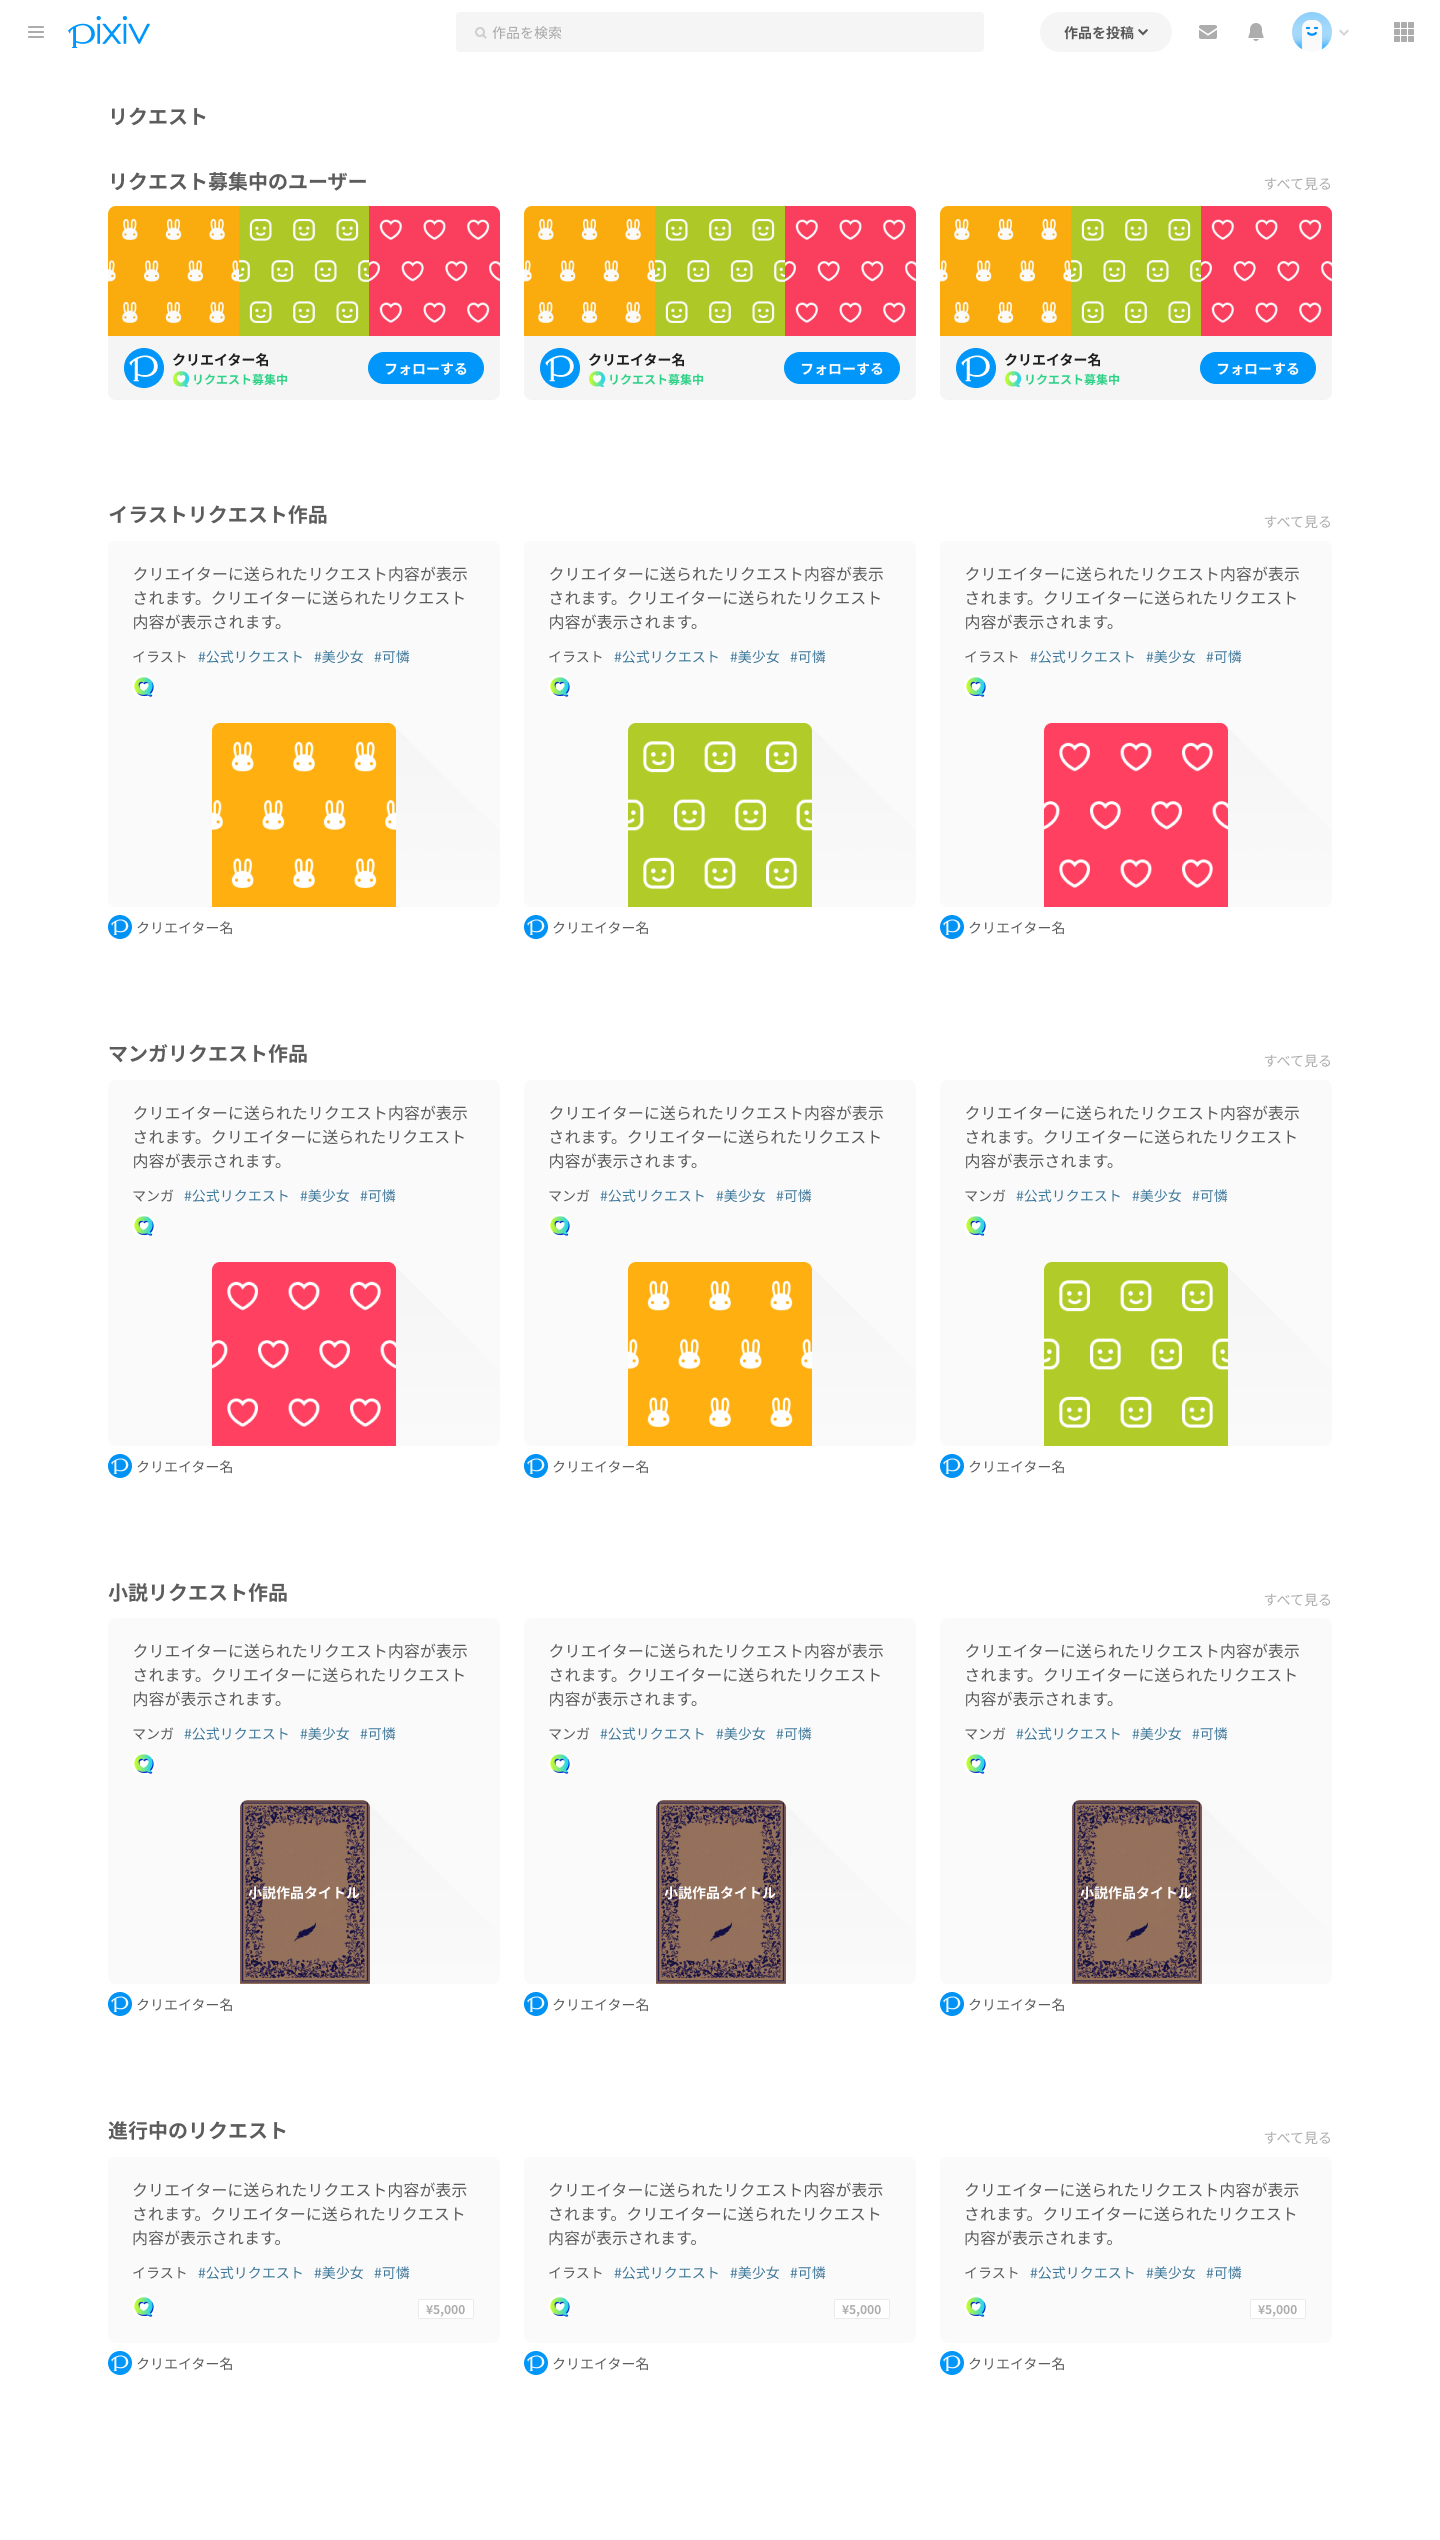 pixiv
作品を検索
作品を投稿
リクエスト
リクエスト募集中のユーザー
すべて見る
クリエイター名
リクエスト募集中
フォローする
クリエイター名
リクエスト募集中
フォローする
クリエイター名
リクエスト募集中
フォローする
イラストリクエスト作品
すべて見る
クリエイターに送られたリクエスト内容が表示
されます。クリエイターに送られたリクエスト
内容が表示されます。
イラスト #公式リクエスト #美少女 #可憐
クリエイター名
クリエイターに送られたリクエスト内容が表示
されます。クリエイターに送られたリクエスト
内容が表示されます。
イラスト #公式リクエスト #美少女 #可憐
クリエイター名
クリエイターに送られたリクエスト内容が表示
されます。クリエイターに送られたリクエスト
内容が表示されます。
イラスト #公式リクエスト #美少女 #可憐
クリエイター名
マンガリクエスト作品
すべて見る
クリエイターに送られたリクエスト内容が表示
されます。クリエイターに送られたリクエスト
内容が表示されます。
マンガ #公式リクエスト #美少女 #可憐
クリエイター名
クリエイターに送られたリクエスト内容が表示
されます。クリエイターに送られたリクエスト
内容が表示されます。
マンガ #公式リクエスト #美少女 #可憐
クリエイター名
クリエイターに送られたリクエスト内容が表示
されます。クリエイターに送られたリクエスト
内容が表示されます。
マンガ #公式リクエスト #美少女 #可憐
クリエイター名
小説リクエスト作品
すべて見る
クリエイターに送られたリクエスト内容が表示
されます。クリエイターに送られたリクエスト
内容が表示されます。
マンガ #公式リクエスト #美少女 #可憐
小説作品タイトル
クリエイター名
クリエイターに送られたリクエスト内容が表示
されます。クリエイターに送られたリクエスト
内容が表示されます。
マンガ #公式リクエスト #美少女 #可憐
小説作品タイトル
クリエイター名
クリエイターに送られたリクエスト内容が表示
されます。クリエイターに送られたリクエスト
内容が表示されます。
マンガ #公式リクエスト #美少女 #可憐
小説作品タイトル
クリエイター名
進行中のリクエスト
すべて見る
クリエイターに送られたリクエスト内容が表示
されます。クリエイターに送られたリクエスト
内容が表示されます。
イラスト #公式リクエスト #美少女 #可憐
¥5,000
クリエイター名
クリエイターに送られたリクエスト内容が表示
されます。クリエイターに送られたリクエスト
内容が表示されます。
イラスト #公式リクエスト #美少女 #可憐
¥5,000
クリエイター名
クリエイターに送られたリクエスト内容が表示
されます。クリエイターに送られたリクエスト
内容が表示されます。
イラスト #公式リクエスト #美少女 #可憐
¥5,000
クリエイター名